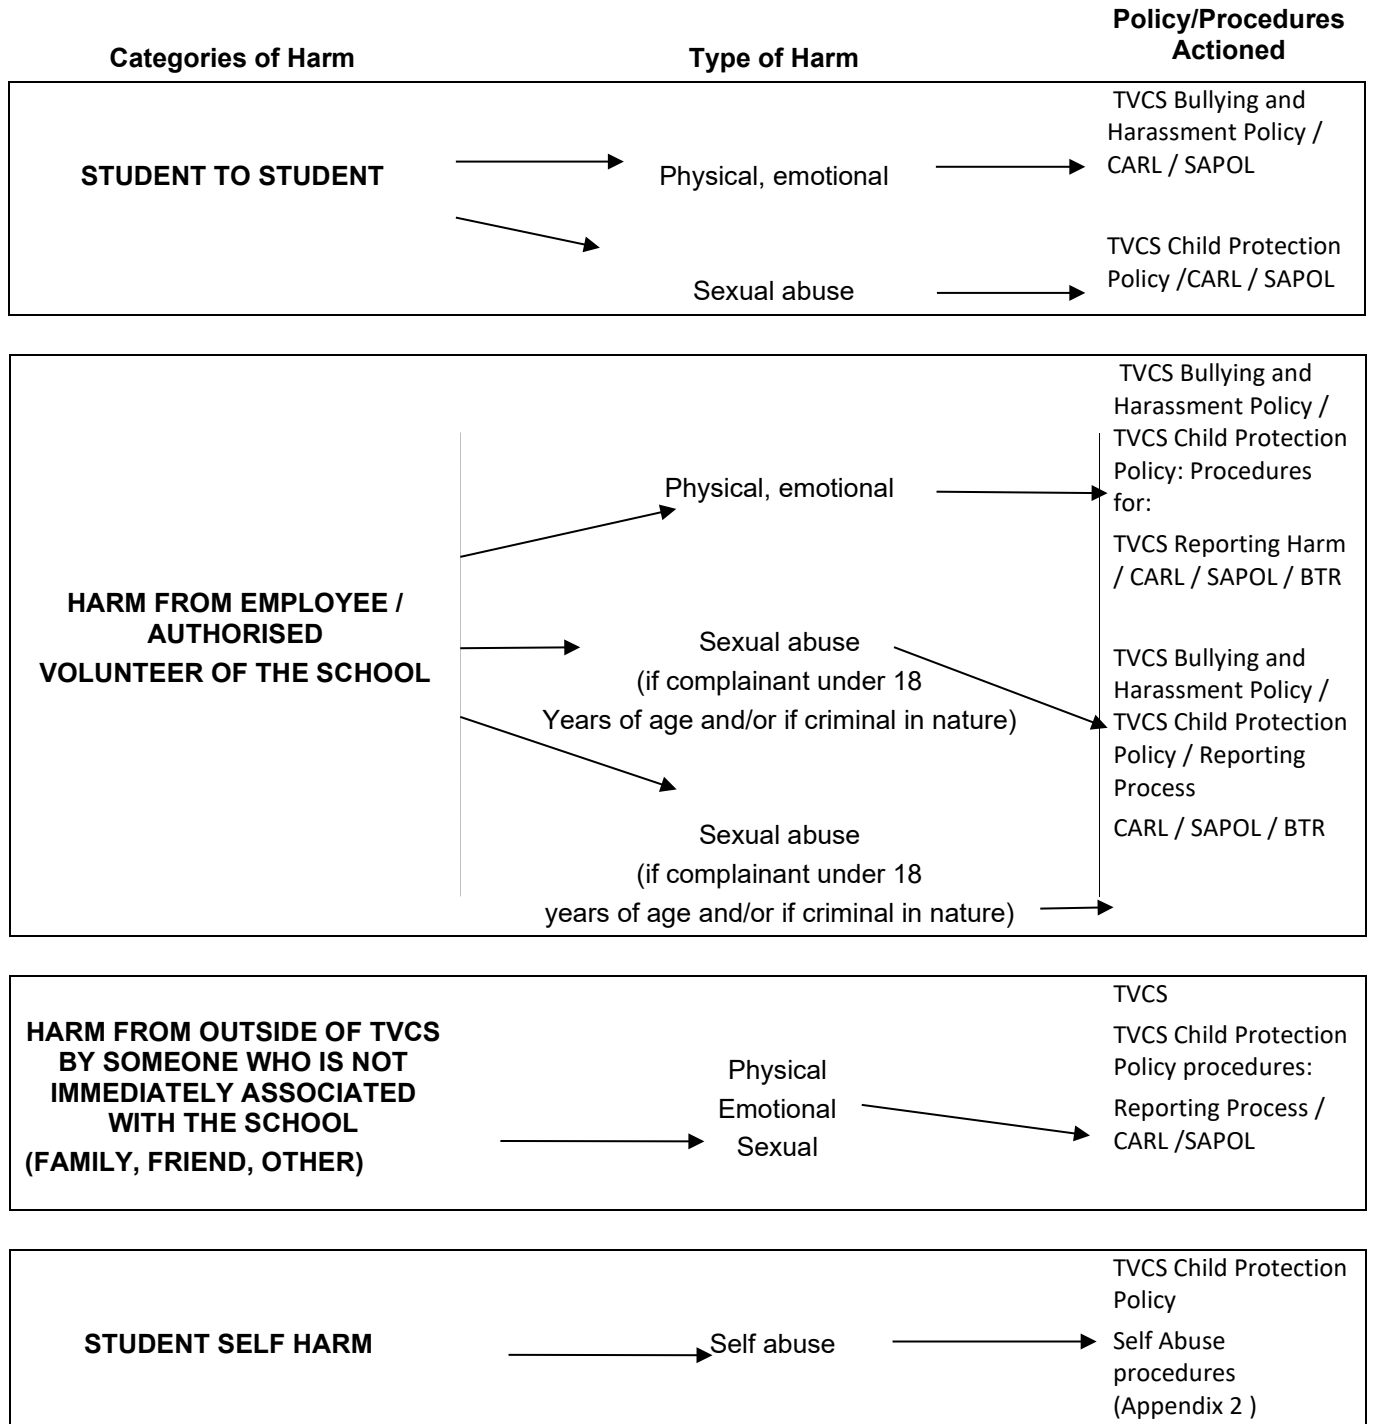 Categories of Harm
Type of Harm
Policy/Procedures
Actioned
STUDENT TO STUDENT
Physical, emotional
TVCS Bullying and
Harassment Policy /
CARL / SAPOL
Sexual abuse
TVCS Child Protection
Policy /CARL / SAPOL
HARM FROM EMPLOYEE /
AUTHORISED
VOLUNTEER OF THE SCHOOL
Physical, emotional
TVCS Bullying and
Harassment Policy /
TVCS Child Protection
Policy: Procedures
for:
TVCS Reporting Harm
/ CARL / SAPOL / BTR
Sexual abuse
(if complainant under 18
Years of age and/or if criminal in nature)
TVCS Bullying and
Harassment Policy /
TVCS Child Protection
Policy / Reporting
Process
CARL / SAPOL / BTR
Sexual abuse
(if complainant under 18
years of age and/or if criminal in nature)
HARM FROM OUTSIDE OF TVCS
BY SOMEONE WHO IS NOT
IMMEDIATELY ASSOCIATED
WITH THE SCHOOL
(FAMILY, FRIEND, OTHER)
Physical
Emotional
Sexual
TVCS
TVCS Child Protection
Policy procedures:
Reporting Process /
CARL /SAPOL
STUDENT SELF HARM
Self abuse
TVCS Child Protection
Policy
Self Abuse
procedures
(Appendix 2 )